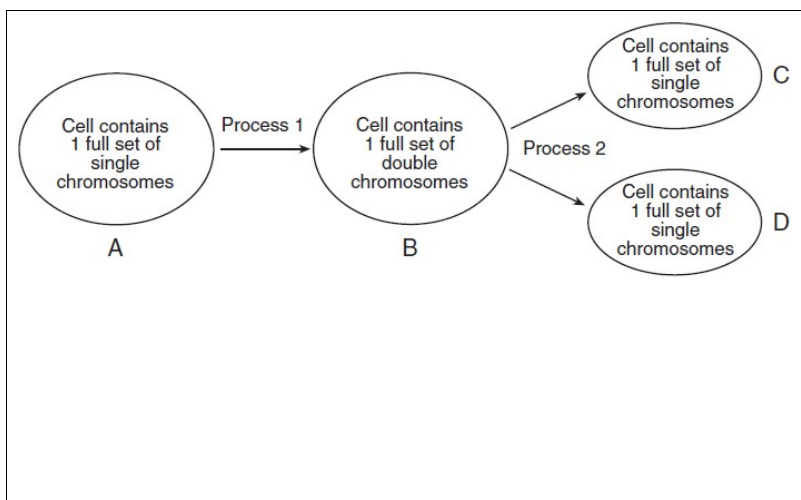 Cell contains
1 full set of
single
chromosomes
A
Process 1
Cell contains
1 full set of
double
chromosomes
B
Process 2
Cell contains
1 full set of
single
chromosomes
C
Cell contains
1 full set of
single
chromosomes
D